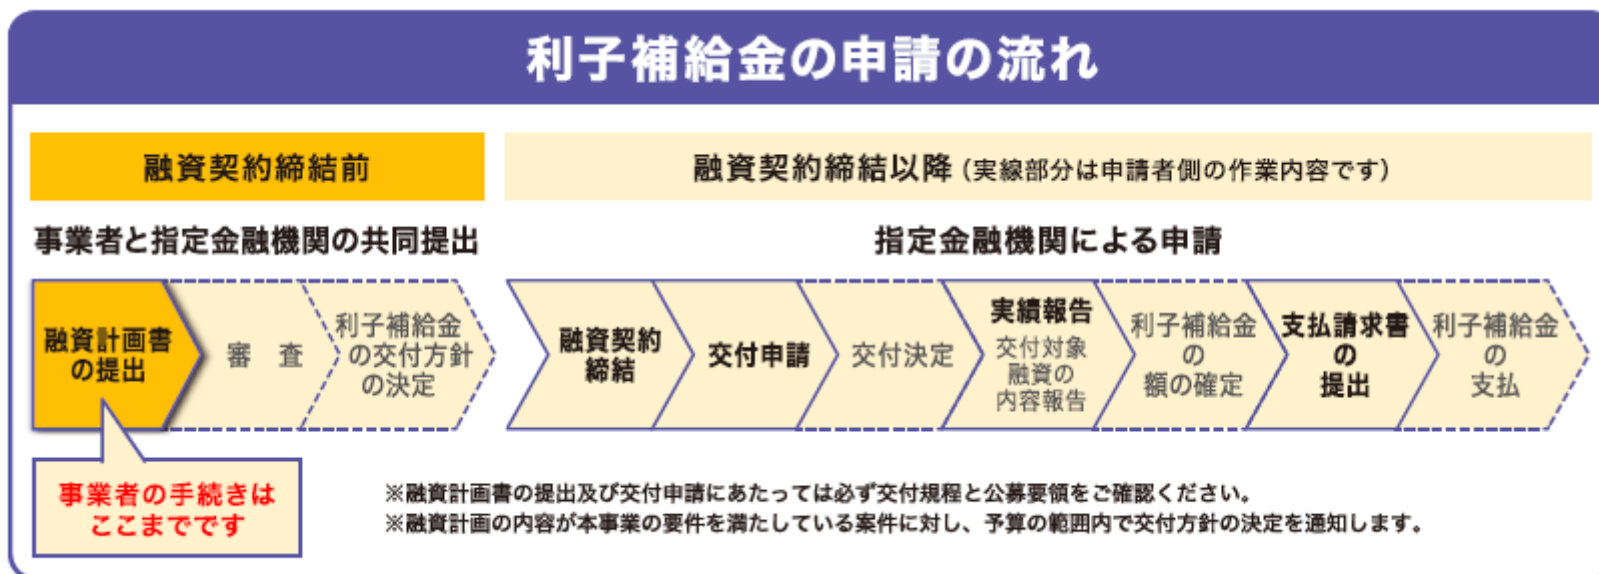 利子補給金の申請の流れ
融資契約締結前
融資契約締結以降(実線部分は申請者側の作業内容です)
事業者と指定金融機関の共同提出
指定金融機関による申請
融資計画書
の提出
審 査
利子補給金
の交付方針
の決定
融資契約
締結
交付申請
交付決定
実績報告
交付対象
融資の
内容報告
利子補給金
の
額の確定
支払請求書
の
提出
利子補給金
の
支払
事業者の手続きは
ここまでです
※融資計画書の提出及び交付申請にあたっては必ず交付規程と公募要領をご確認ください。
※融資計画の内容が本事業の要件を満たしている案件に対し、予算の範囲内で交付方針の決定を通知します。